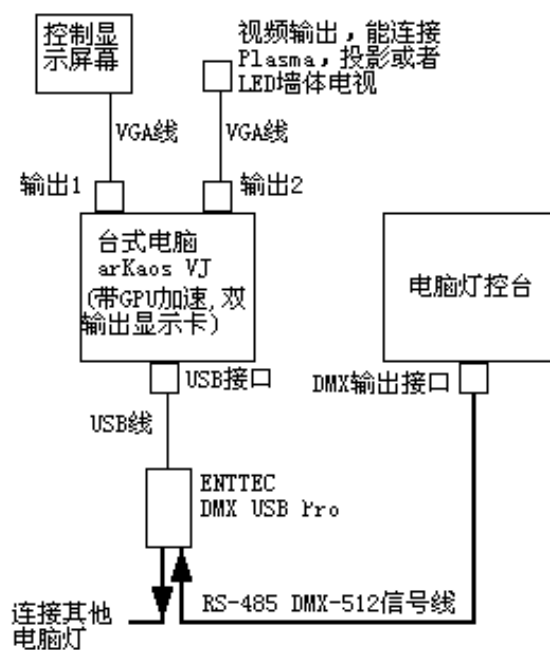 控制显
示屏幕
视频输出，能连接
Plasma，投影或者
LED墙体电视
VGA线
VGA线
输出1
输出2
台式电脑
arKaos VJ
(带GPU加速,双
输出显示卡)
电脑灯控台
USB接口
DMX输出接口
USB线
ENTTEC
DMX USB Pro
RS-485 DMX-512信号线
连接其他
电脑灯